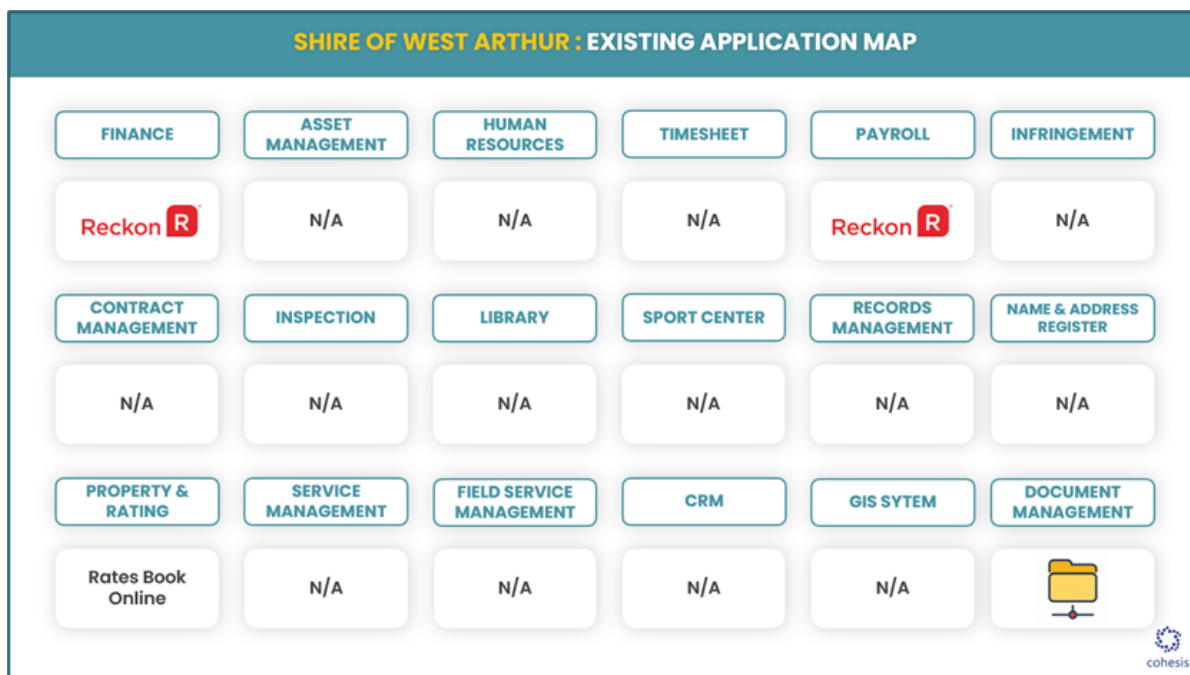 SHIRE OF WEST ARTHUR : EXISTING APPLICATION MAP
FINANCE
ASSET
MANAGEMENT
HUMAN
RESOURCES
TIMESHEET
PAYROLL
INFRINGEMENT
Reckon R
N/A
N/A
N/A
Reckon R
N/A
CONTRACT
MANAGEMENT
INSPECTION
LIBRARY
SPORT CENTER
RECORDS
MANAGEMENT
NAME & ADDRESS
REGISTER
N/A
N/A
N/A
N/A
N/A
N/A
PROPERTY &
RATING
SERVICE
MANAGEMENT
FIELD SERVICE
MANAGEMENT
CRM
GIS SYTEM
DOCUMENT
MANAGEMENT
Rates Book
Online
N/A
N/A
N/A
N/A
cohesis